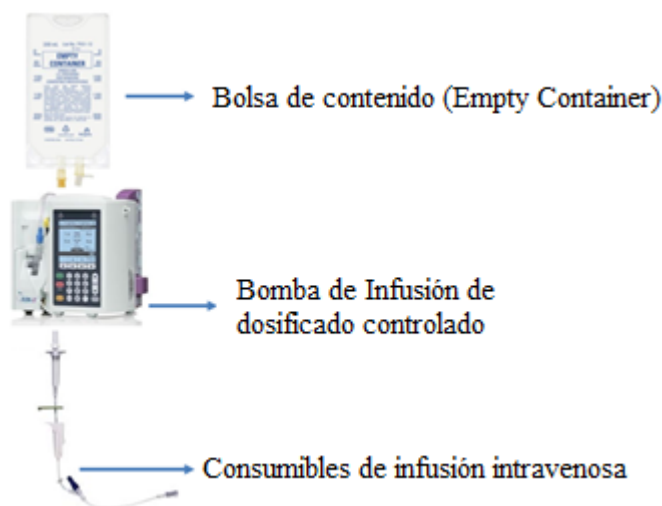 EMPTY
CONTAINER
Bolsa de contenido (Empty Container)
Bomba de Infusión de
dosificado controlado
Consumibles de infusión intravenosa